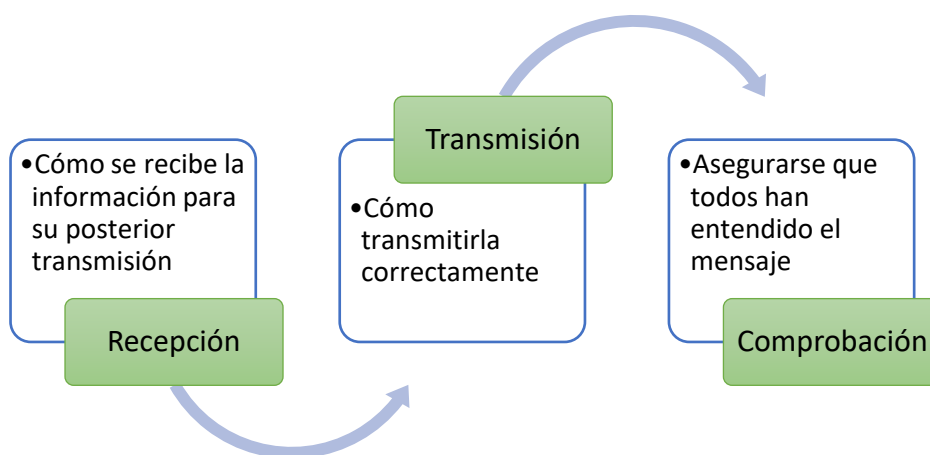 •Cómo se recibe la
información para
su posterior
transmisión
Recepción
Transmisión
•Cómo
transmitirla
correctamente
•Asegurarse que
todos han
entendido el
mensaje
Comprobación